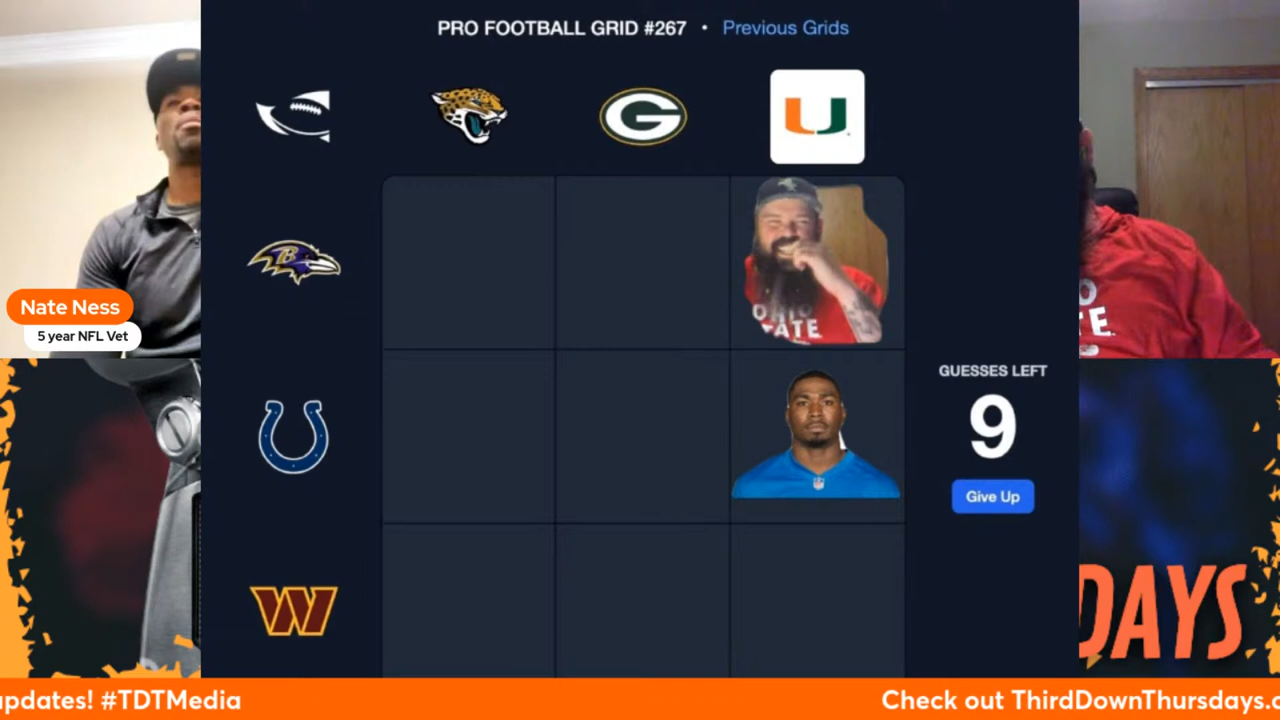 PRO FOOTBALL GRID #267 • Previous Grids
U
G
B
OHIO
STATE
Nate Ness
5 year NFL Vet
GUESSES LEFT
9
Give Up
W
DAYS
updates! #TDTMedia
Check out ThirdDownThursdays.c